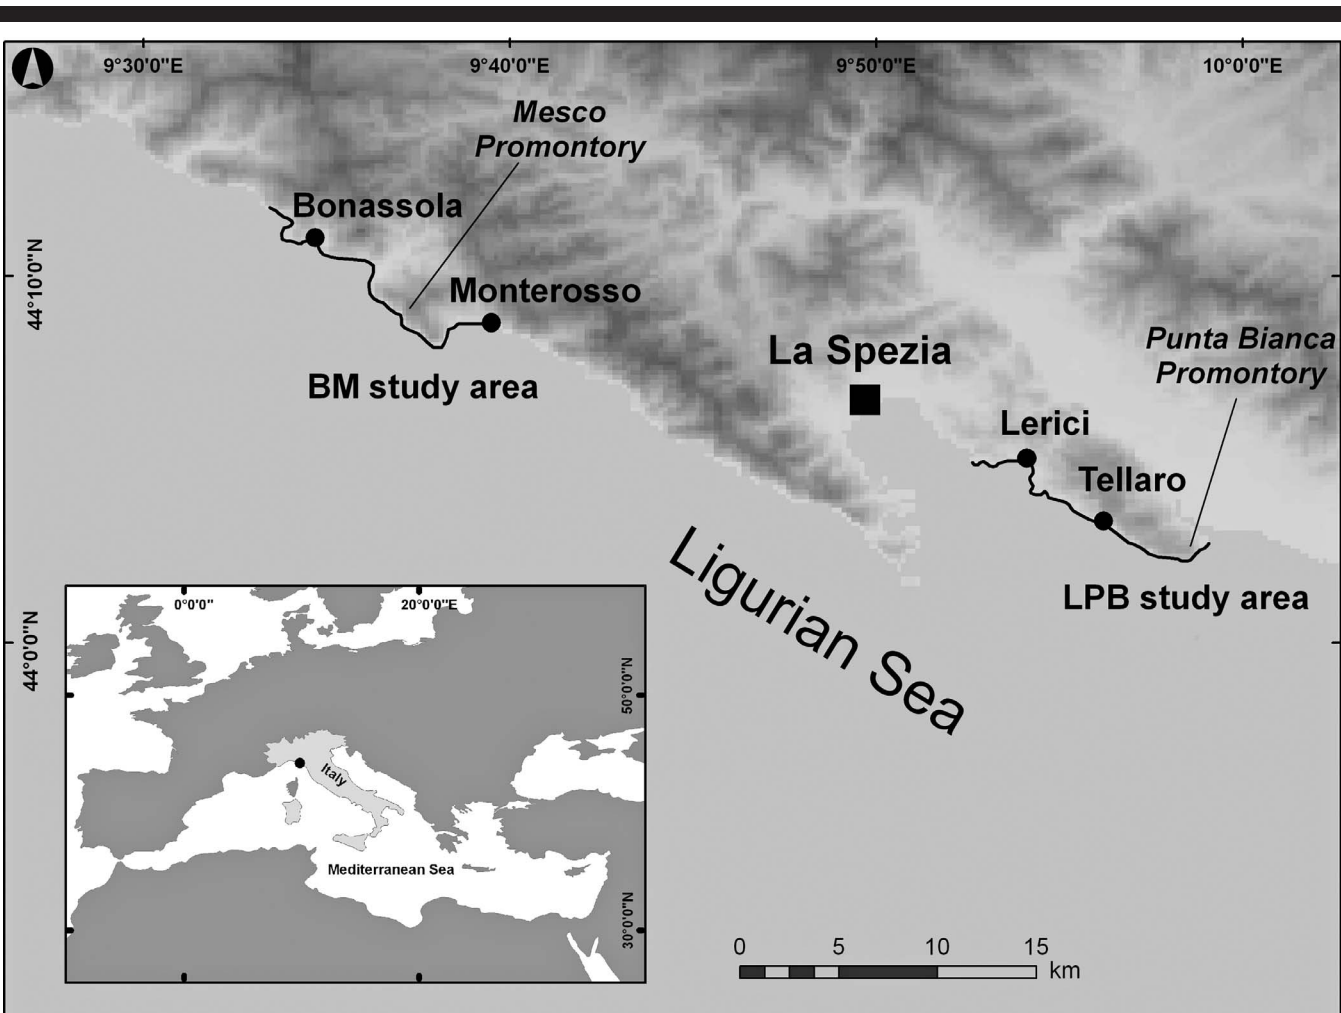 9°30'0"E
9°40'0"E
9°50'0"E
10°0'0"E
Mesco
Promontory
Bonassola
44°10'0"N
Monterosso
Punta Bianca
Promontory
La Spezia
BM study area
Lerici
Tellaro
Ligurian Sea
LPB study area
44°0'0"N
0°0'0"
20°0'0"E
50°0'0"N
Italy
Mediterranean Sea
30°0'0"N
0 5 10 15
km